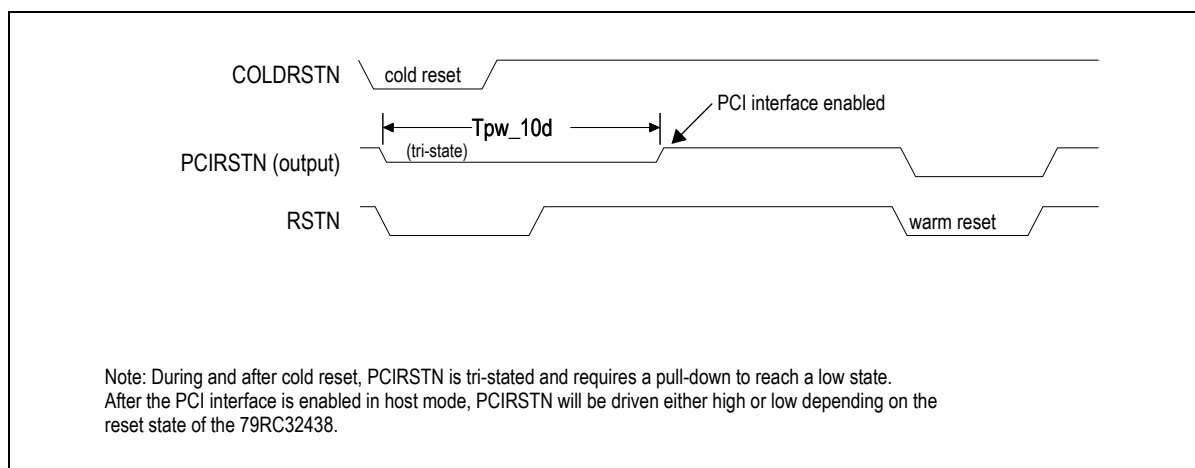 COLDRSTN
cold reset
PCI interface enabled
Tpw_10d
(tri-state)
PCIRSTN (output)
RSTN
warm reset
Note: During and after cold reset, PCIRSTN is tri-stated and requires a pull-down to reach a low state.
After the PCI interface is enabled in host mode, PCIRSTN will be driven either high or low depending on the
reset state of the 79RC32438.